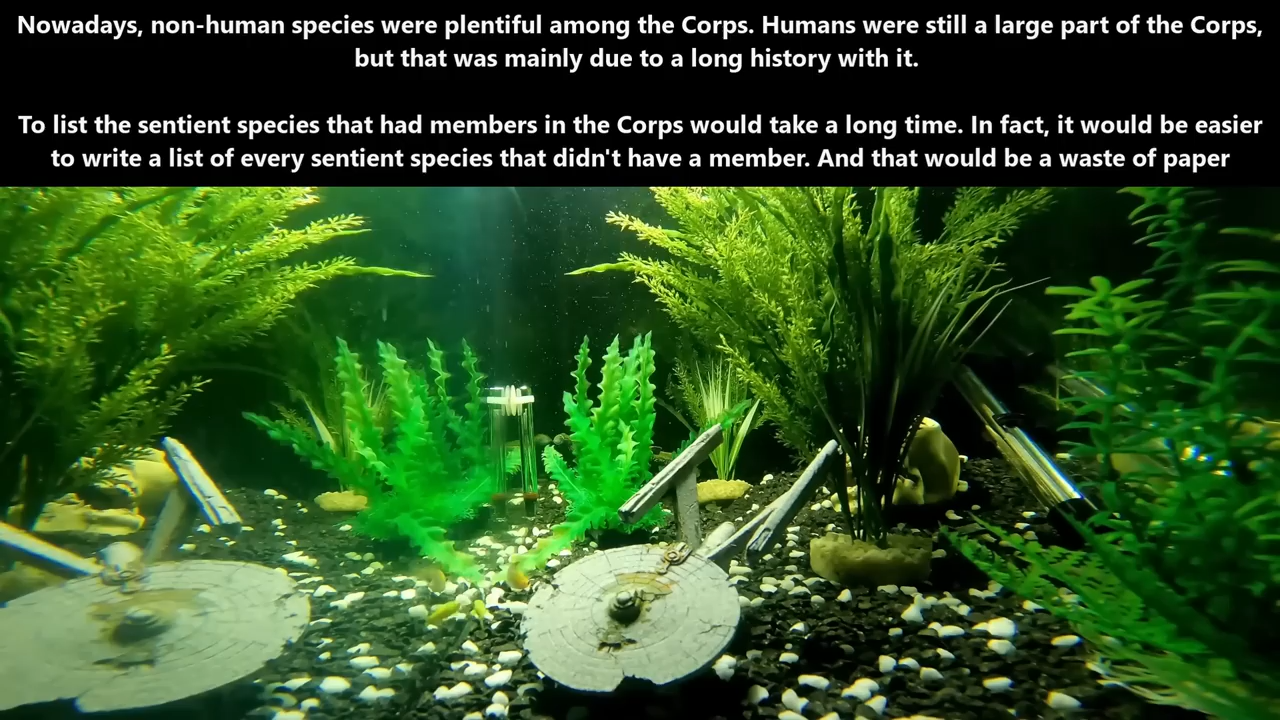 Nowadays, non-human species were plentiful among the Corps. Humans were still a large part of the Corps,
but that was mainly due to a long history with it.
To list the sentient species that had members in the Corps would take a long time. In fact, it would be easier
to write a list of every sentient species that didn't have a member. And that would be a waste of paper